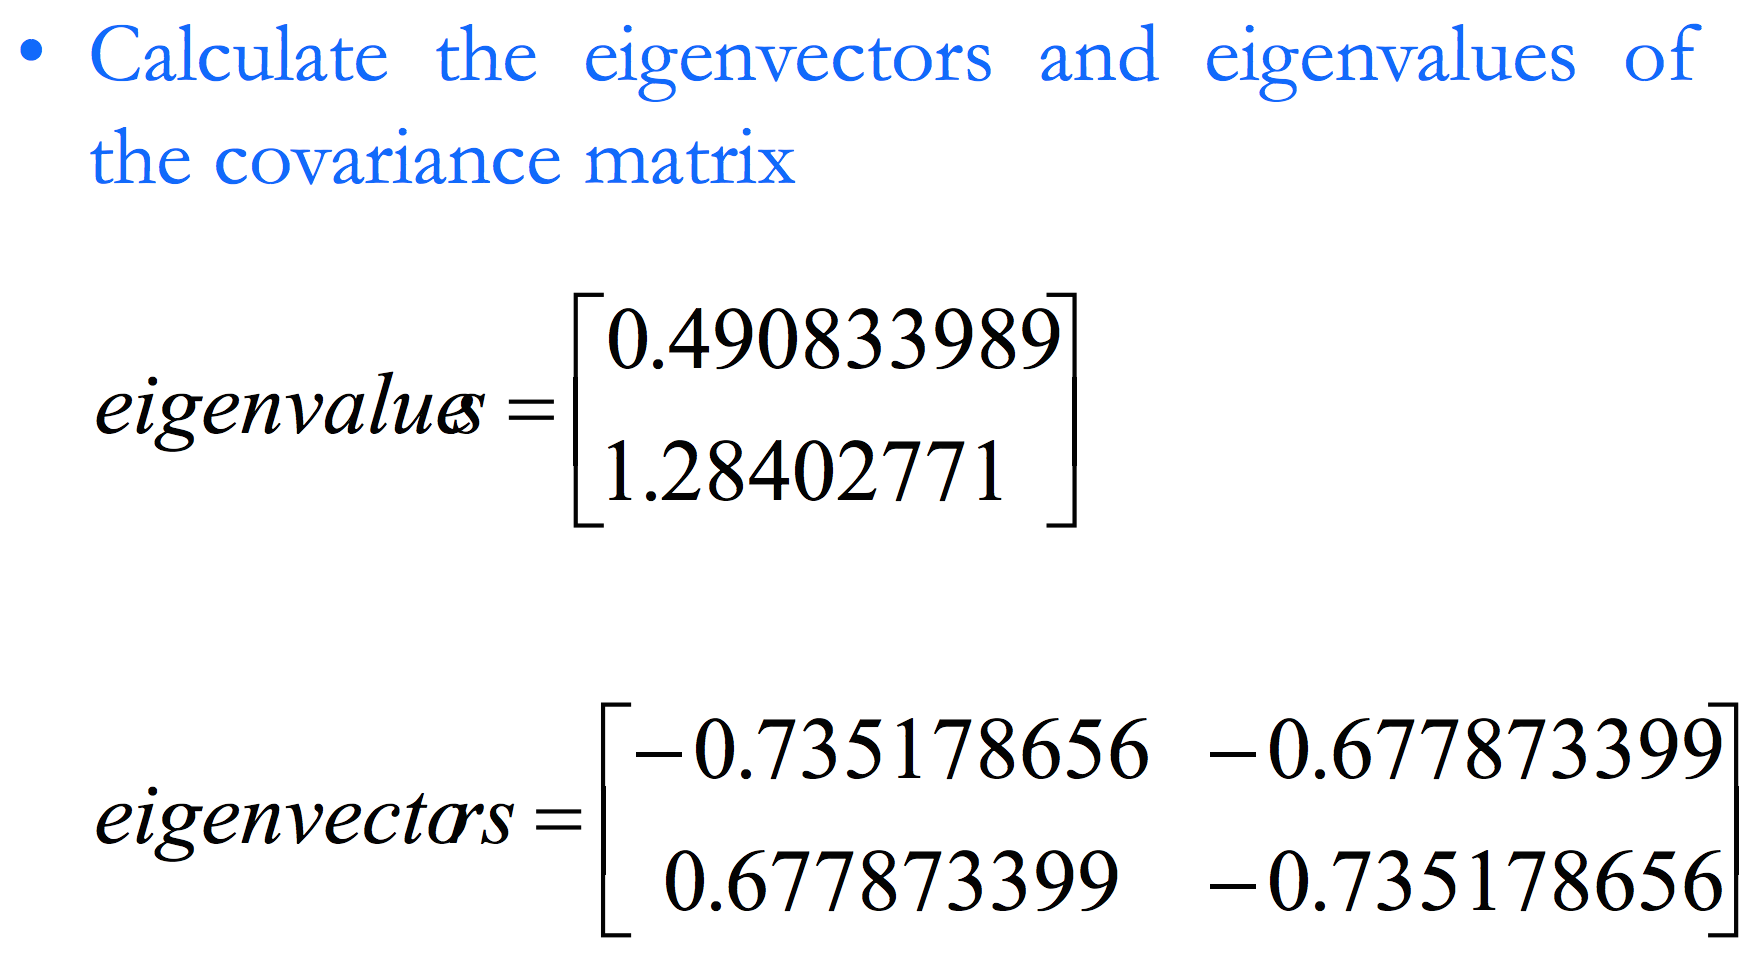 • Calculate the eigenvectors and eigenvalues of
the covariance matrix
0.490833989
eigenvalues =
1.28402771
−0.735178656 −0.677873399
eigenvectors =
0.677873399 −0.735178656